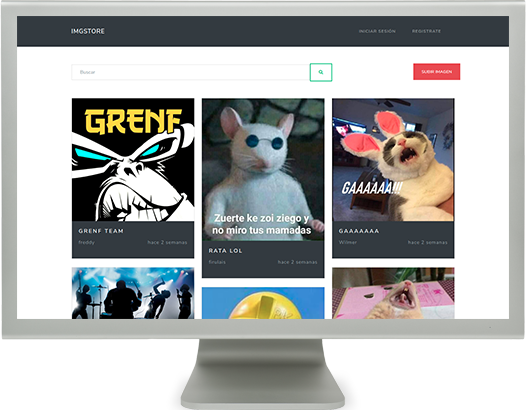 IMGSTORE
INICIAR SESIÓN
REGISTRATE
Buscar
SUBIR IMAGEN
GRENF
Zuerte ke zoi ziego y
no miro tus mamadas
GAAAAAA!!!
GRENF TEAM
freddy
hace 2 semanas
RATA LOL
firulais
hace 2 semanas
GAAAAAAA
Wilmer
hace 2 semanas